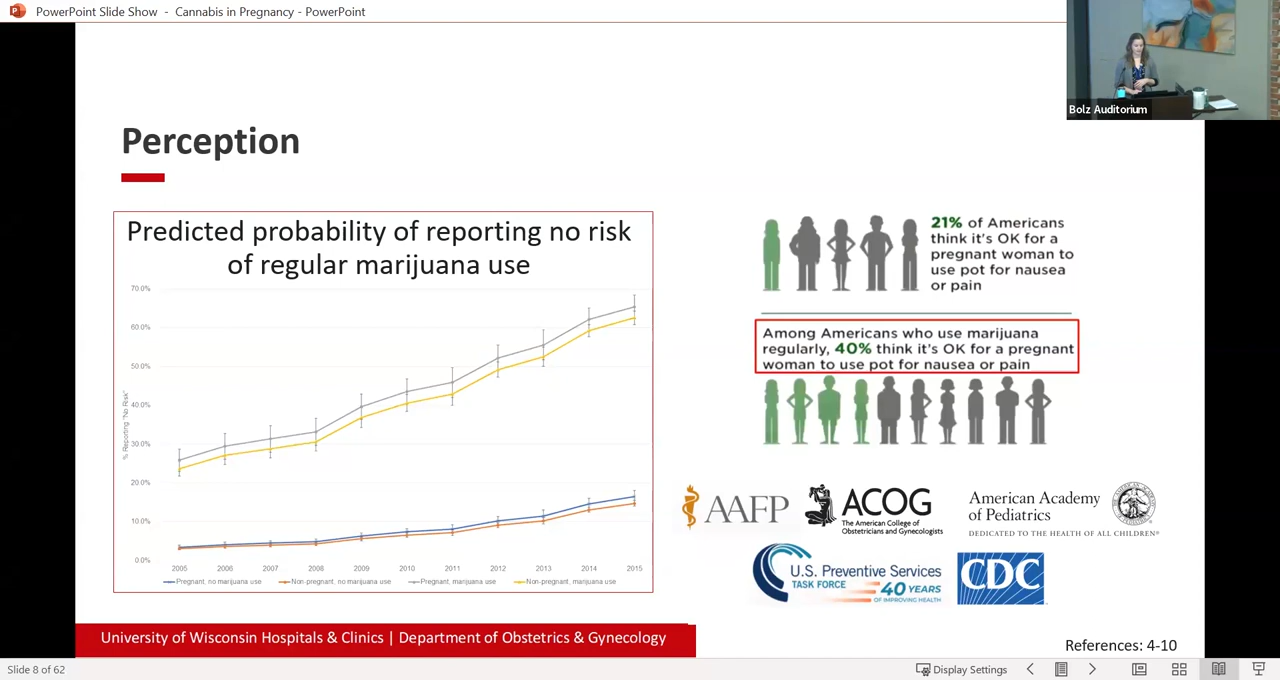 PowerPoint Slide Show - Cannabis in Pregnancy - PowerPoint
Bolz Auditorium
Perception
Predicted probability of reporting no risk
of regular marijuana use
70.0%
60.0%
50.0%
40.0%
30.0%
20.0%
10.0%
0.0%
% Reporting "No Risk"
2005 2006 2007 2008 2009 2010 2011 2012 2013 2014 2015
Pregnant, no marijuana use Non-pregnant, no marijuana use Pregnant, marijuana use Non-pregnant, marijuana use
21% of Americans
think it's OK for a
pregnant woman to
use pot for nausea
or pain
Among Americans who use marijuana
regularly, 40% think it's OK for a pregnant
woman to use pot for nausea or pain
AAFP
ACOG
The American College of
Obstetricians and Gynecologists
American Academy
of Pediatrics
DEDICATED TO THE HEALTH OF ALL CHILDREN®
U.S. Preventive Services
TASK FORCE
40 YEARS
OF IMPROVING HEALTH
CDC
University of Wisconsin Hospitals & Clinics | Department of Obstetrics & Gynecology
References: 4-10
Slide 8 of 62
Display Settings